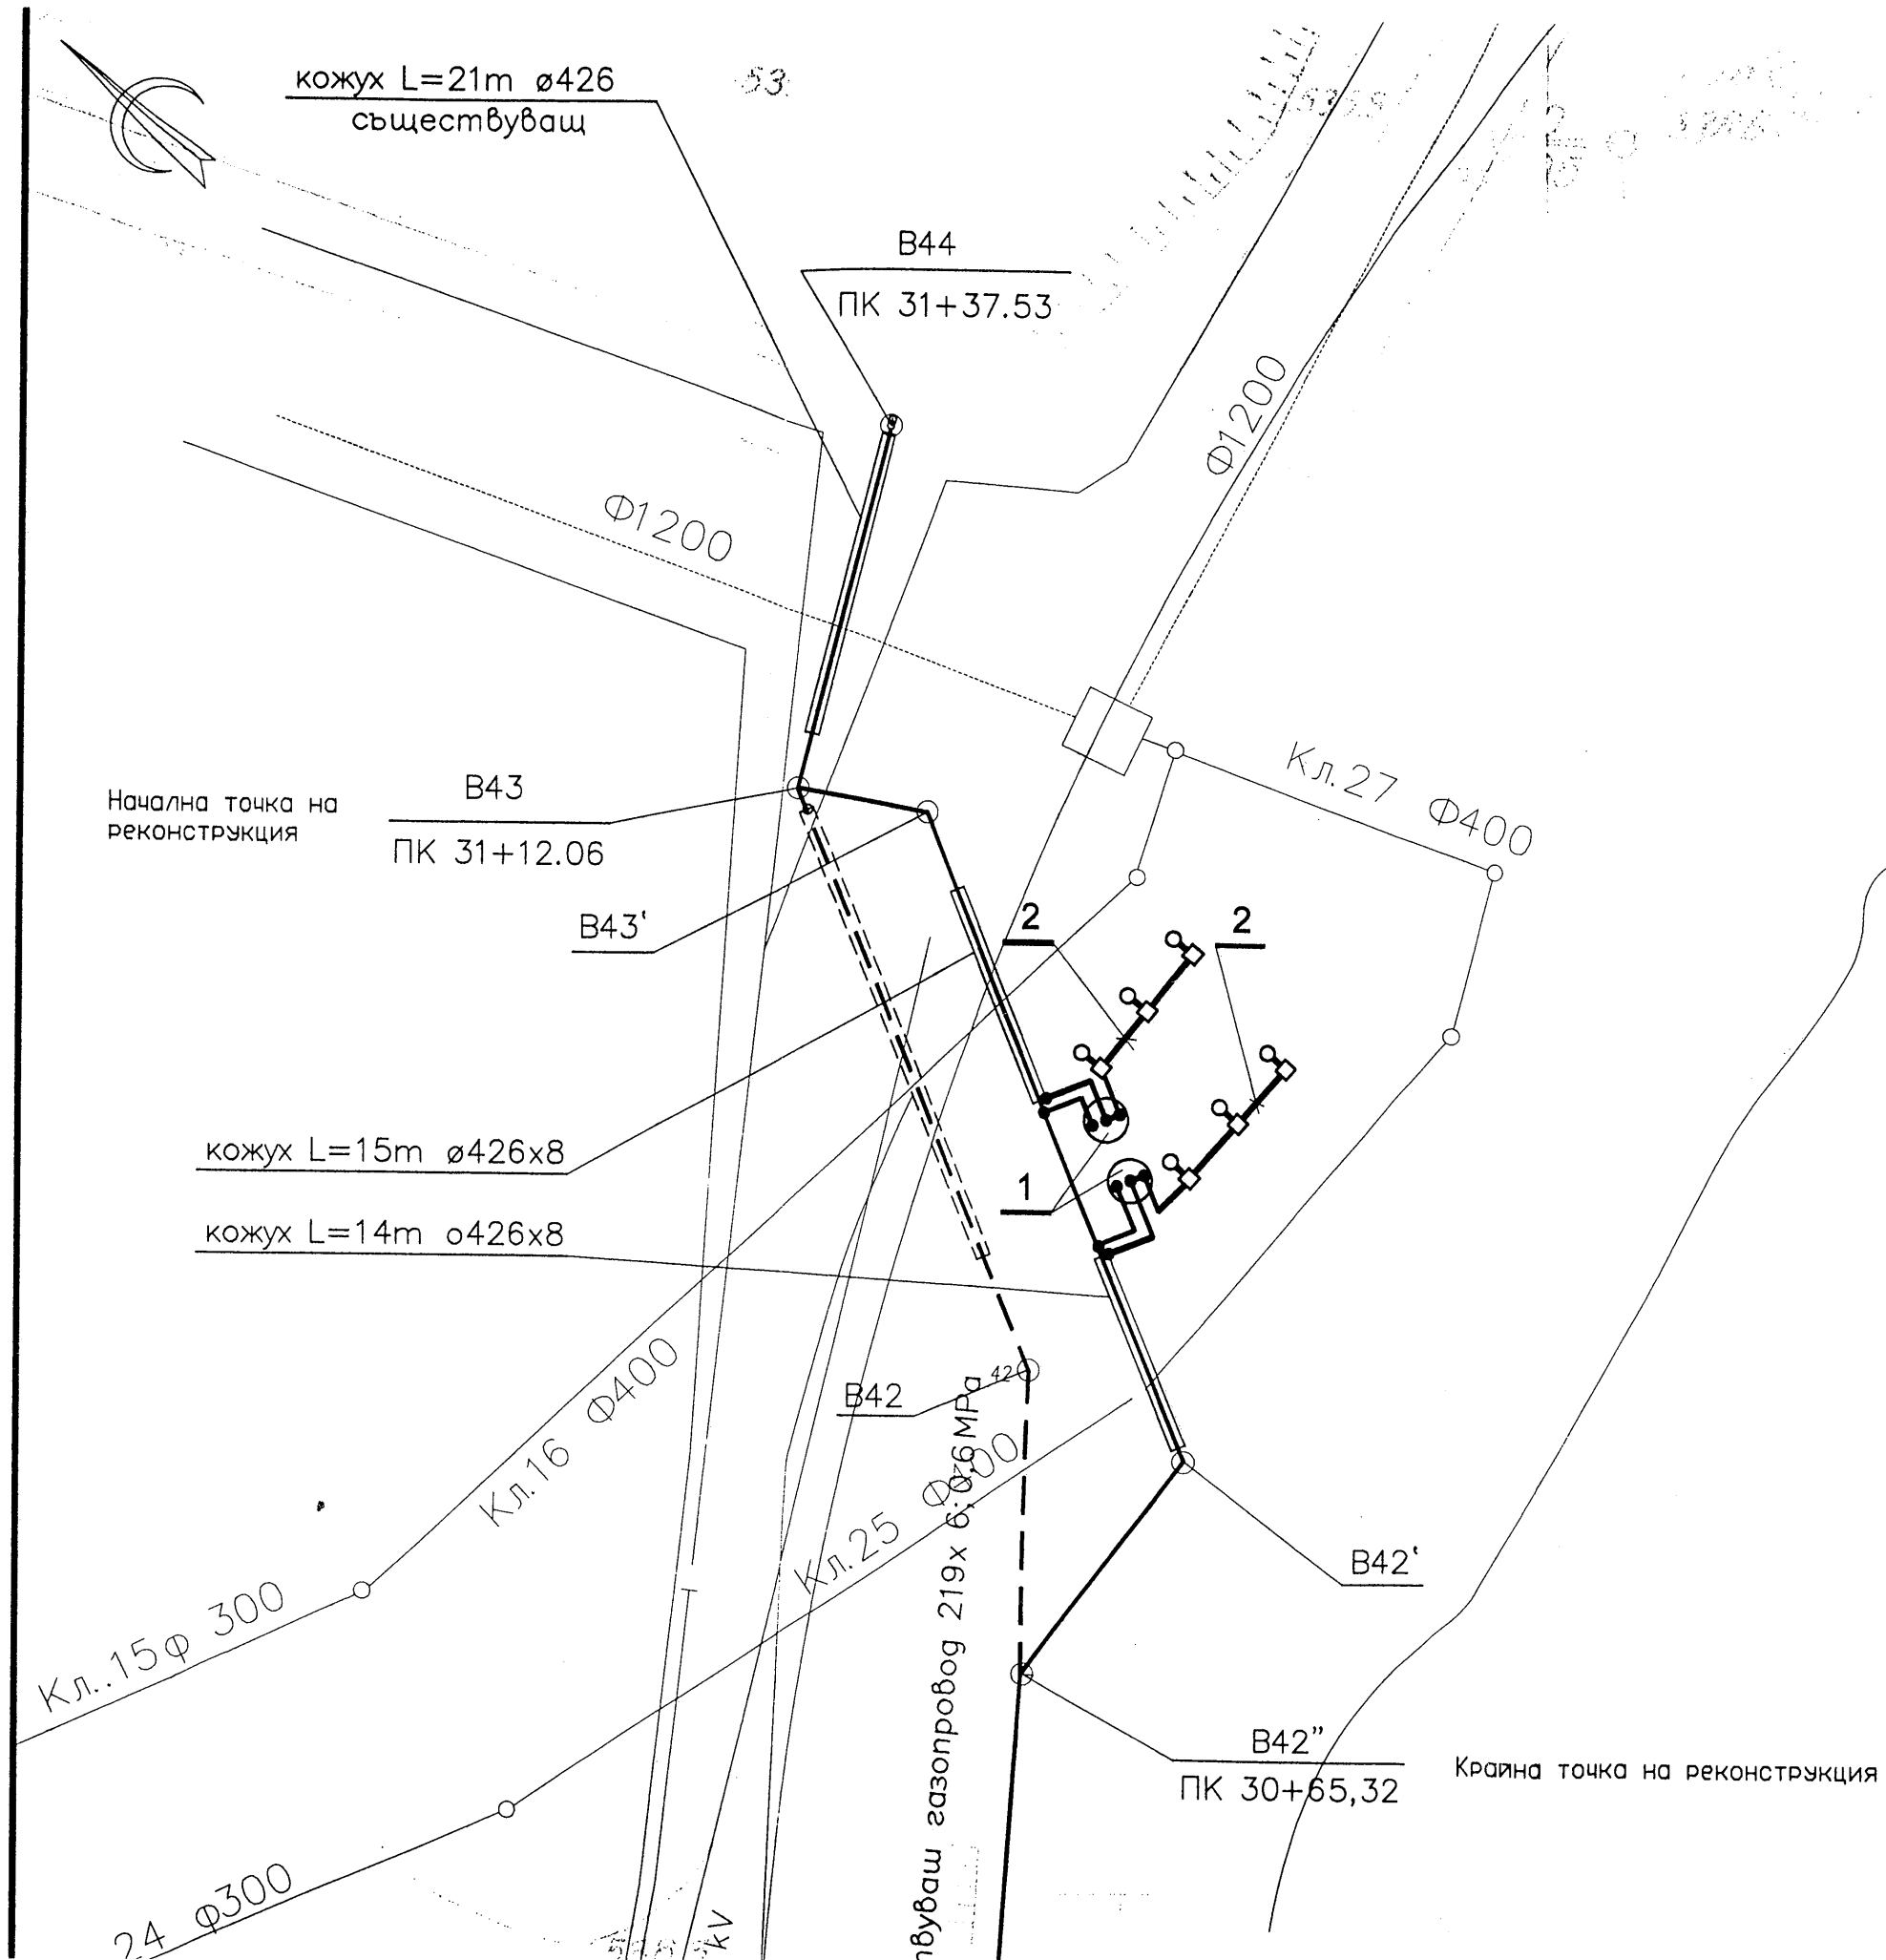 кожух L=21m ø426
съществуващ
53
B44
ПК 31+37.53
Ф1200
Ф1200
Кл.27 Ф400
Начална точка на
реконструкция
B43
ПК 31+12.06
B43‘
2
2
кожух L=15m ø426x8
1
кожух L=14m o426x8
42
B42
Кл.16 Ф400
Кл.25
B42‘
Кл..15φ 300
B42”
ПК 30+65,32
Крайна точка на реконструкция
твуващ газопровод 219x 6;0,6MPa
24 φ300
kV